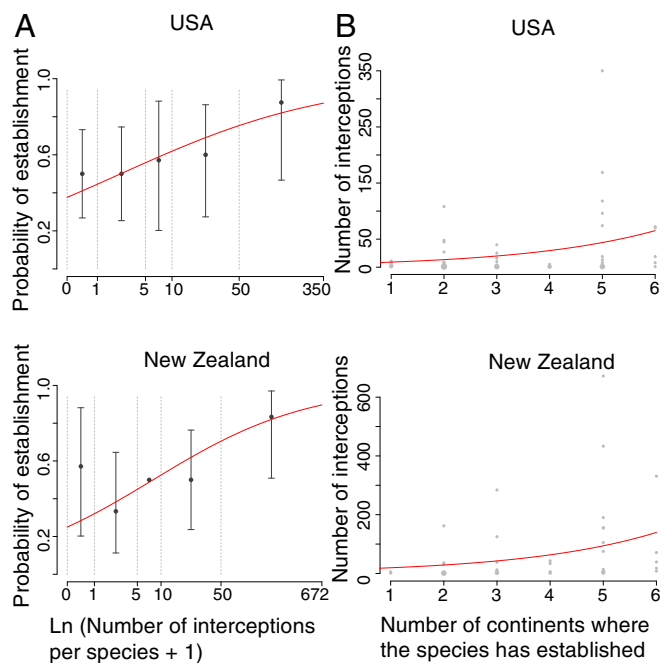 A
USA
Probability of establishment
0.2
0.6
1.0
0 1 5 10 50 350
B
USA
Number of interceptions
0
50
150
250
350
1 2 3 4 5 6
New Zealand
Probability of establishment
0.2
0.6
1.0
0 1 5 10 50 672
Ln (Number of interceptions
per species + 1)
New Zealand
Number of interceptions
0
200
400
600
1 2 3 4 5 6
Number of continents where
the species has established